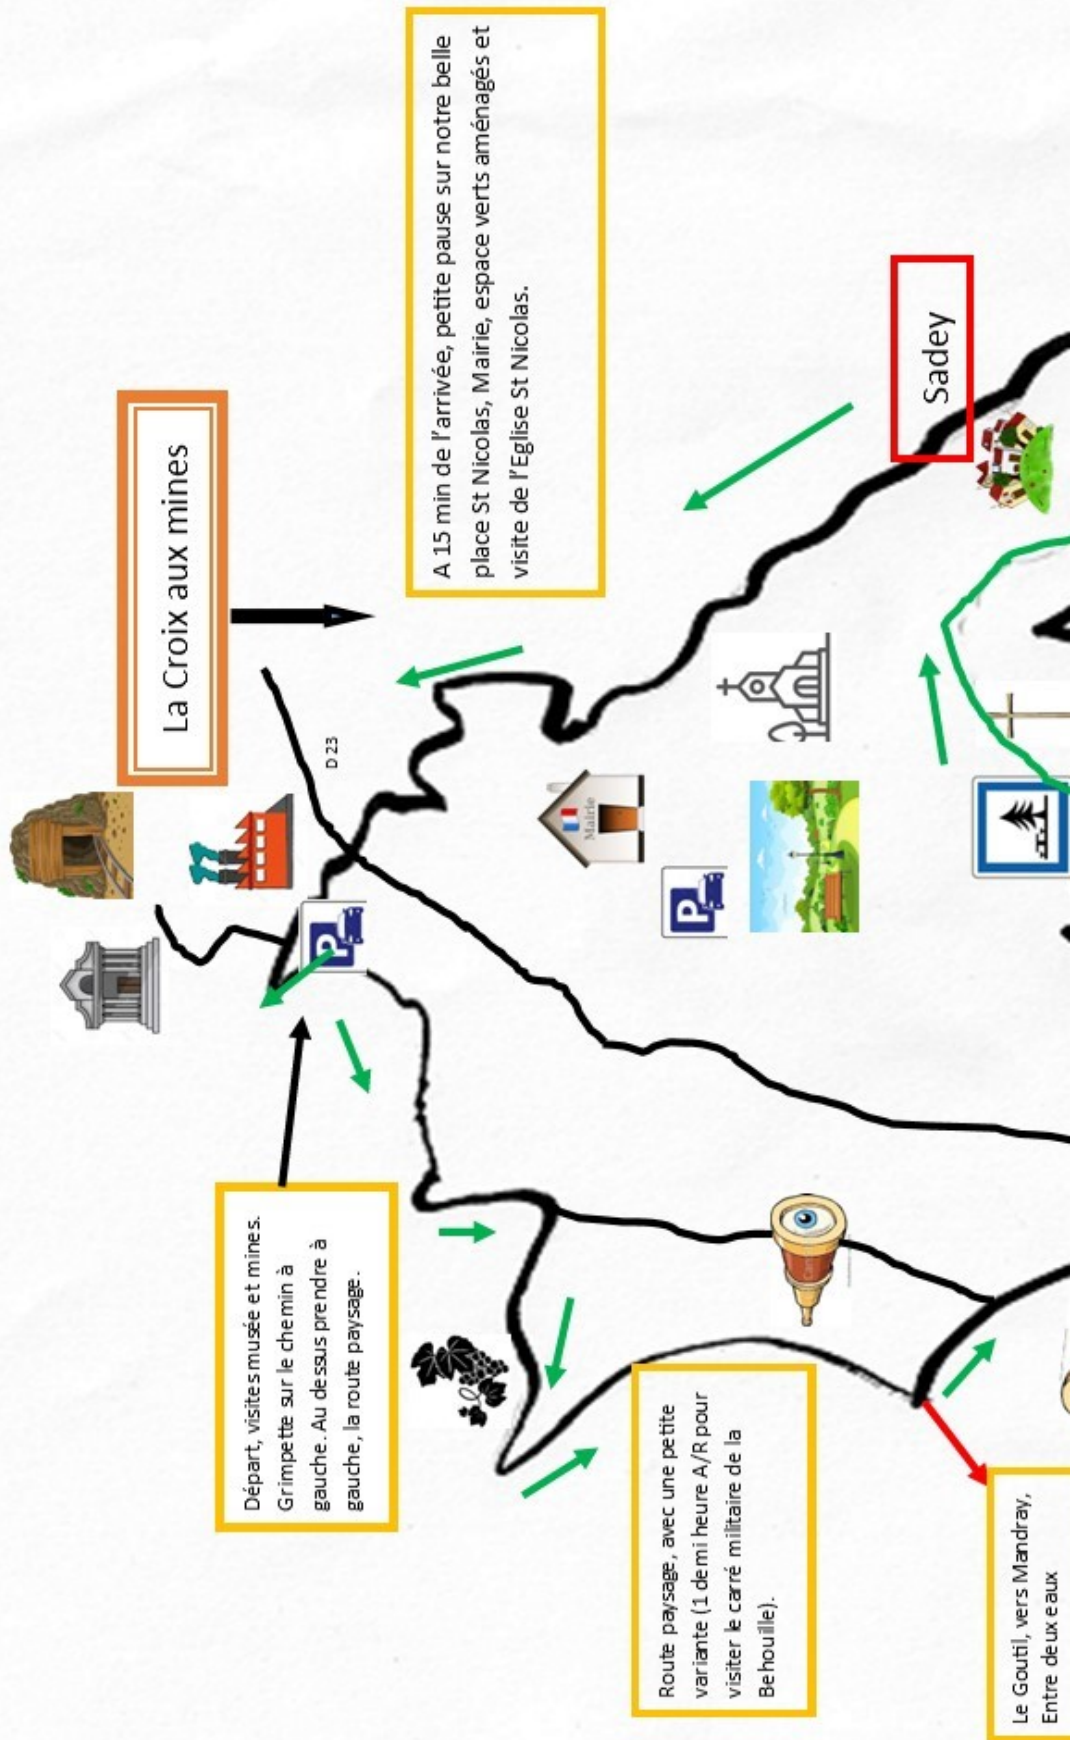 La Croix aux mines
A 15 min de l'arrivée, petite pause sur notre belle
place St Nicolas, Mairie, espace verts aménagés et
visite de l'Eglise St Nicolas.
D 23
P
Départ, visites musée et mines.
Grimpette sur le chemin à
gauche. Au dessus prendre à
gauche, la route paysage.
Mairie
P
Sadey
Route paysage, avec une petite
variante (1 demi heure A/R pour
visiter le carré militaire de la
Behouille).
Le Goutil, vers Mandray,
Entre deux eaux